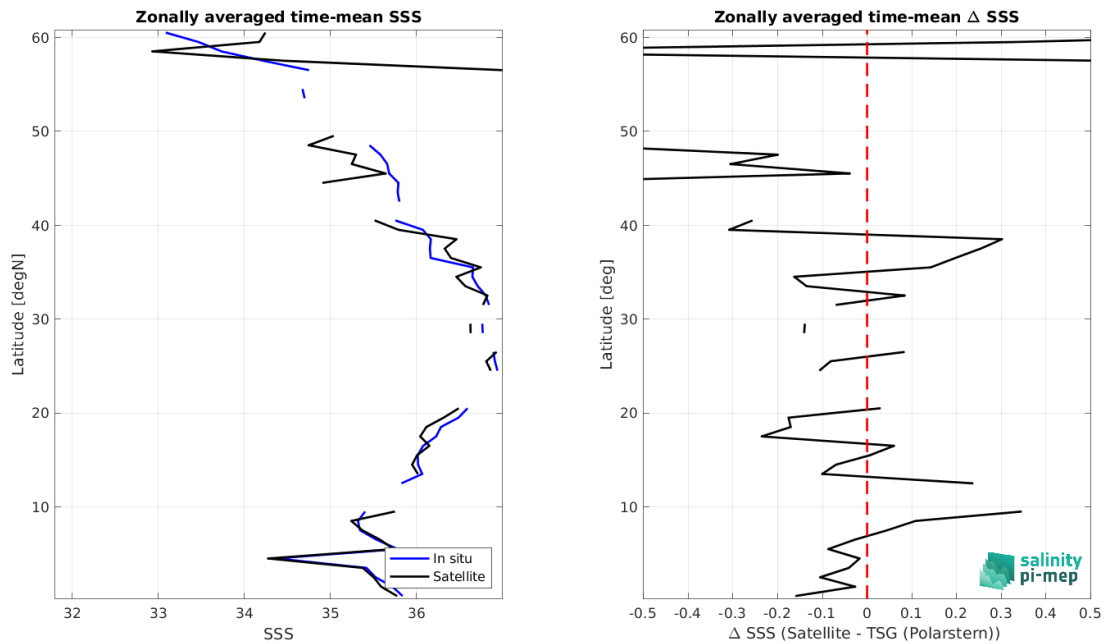 Zonally averaged time-mean SSS
60
50
40
30
20
10
Latitude [degN]
32
33
34
35
36
SSS
In situ
Satellite
Zonally averaged time-mean Δ SSS
60
50
40
30
20
10
Latitude [deg]
-0.5
-0.4
-0.3
-0.2
-0.1
0
0.1
0.2
0.3
0.4
0.5
Δ SSS (Satellite - TSG (Polarstern))
salinity
pi-mep